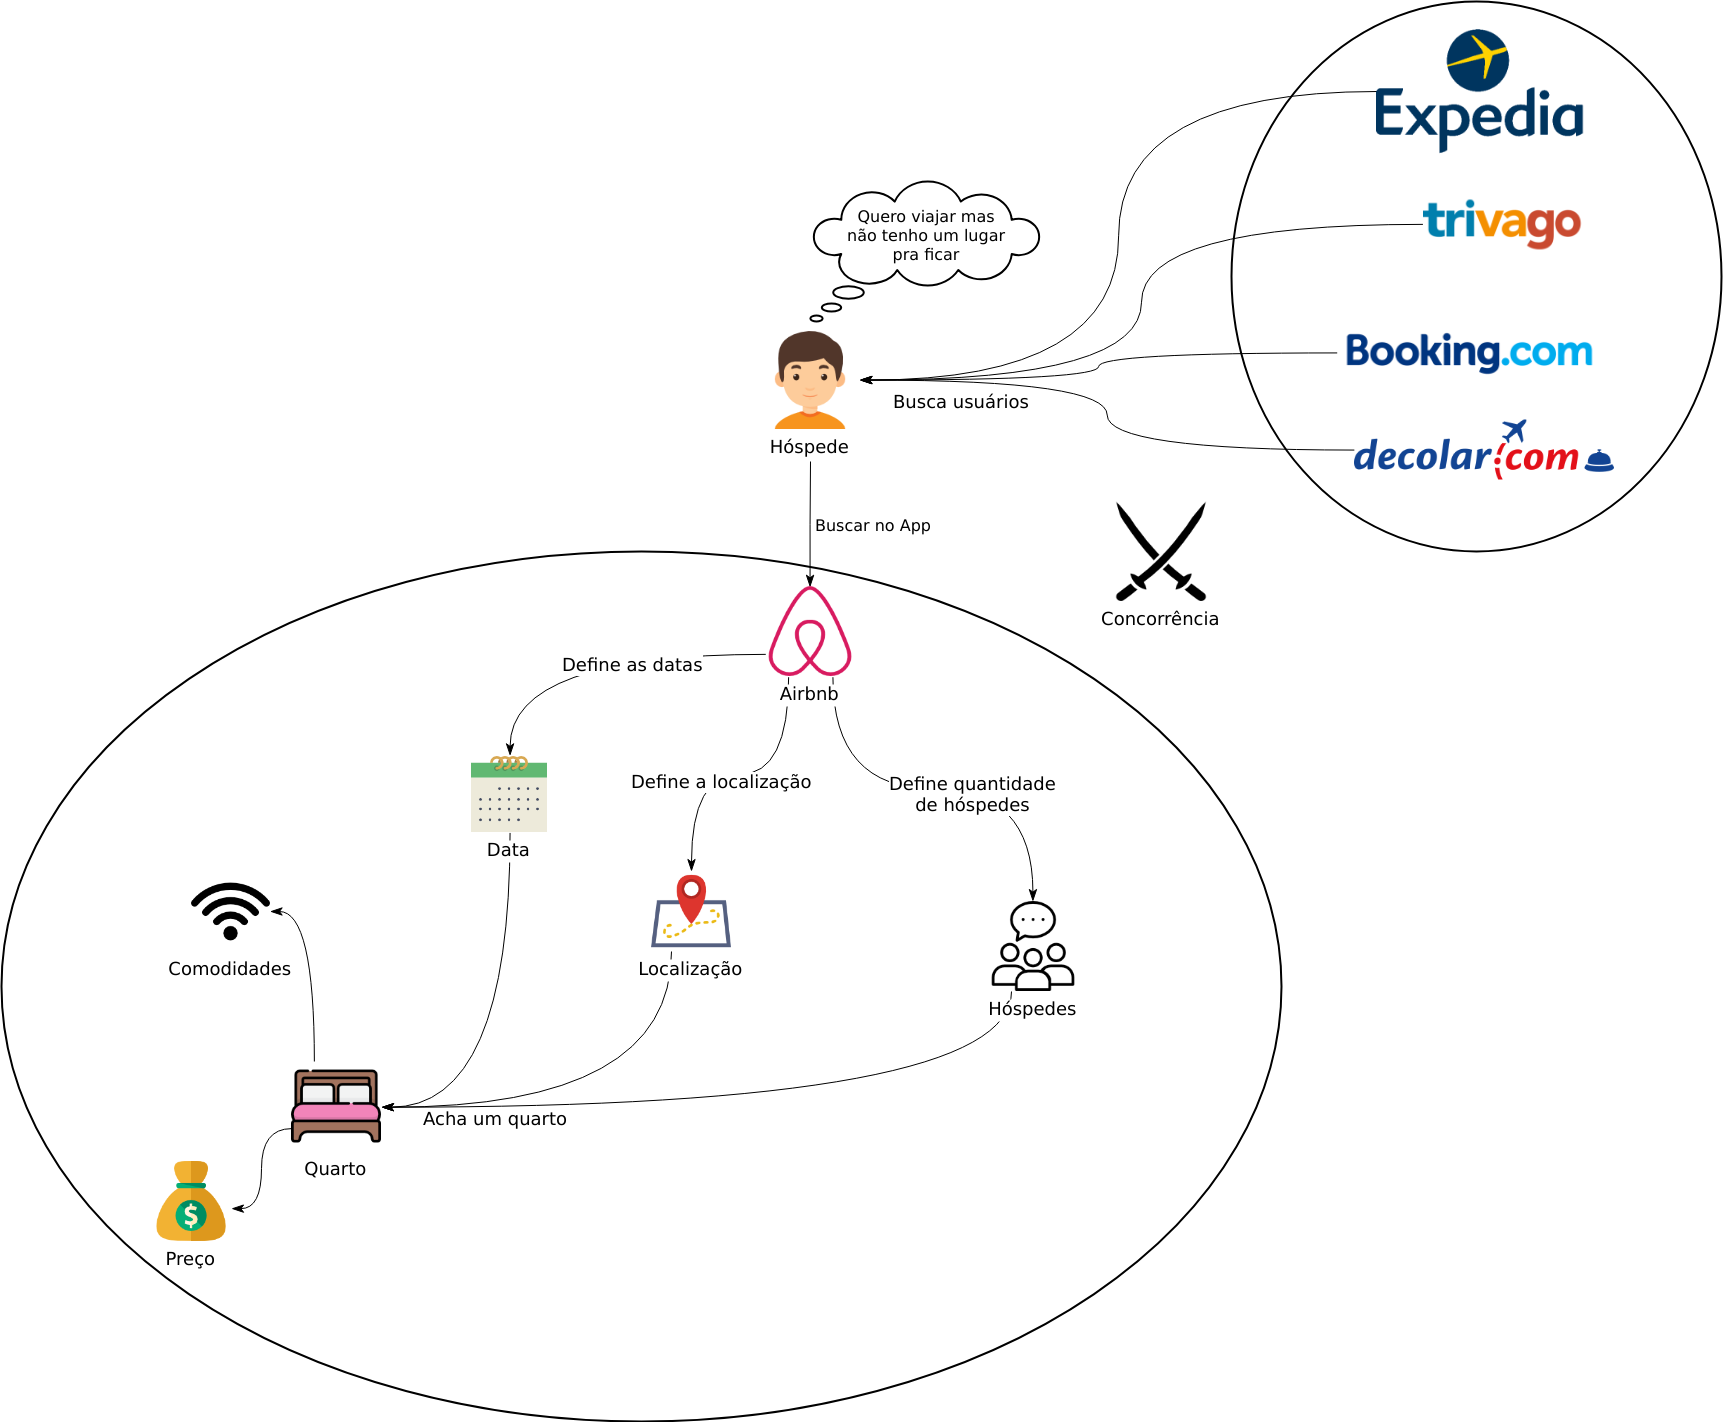 Expedia
trivago
Quero viajar mas
não tenho um lugar
pra ficar
Booking.com
Busca usuários
Hóspede
decolar.com
Buscar no App
Concorrência
Define as datas
Airbnb
Define a localização
Define quantidade
de hóspedes
Data
Comodidades
Localização
Hóspedes
Acha um quarto
Quarto
$
Preço